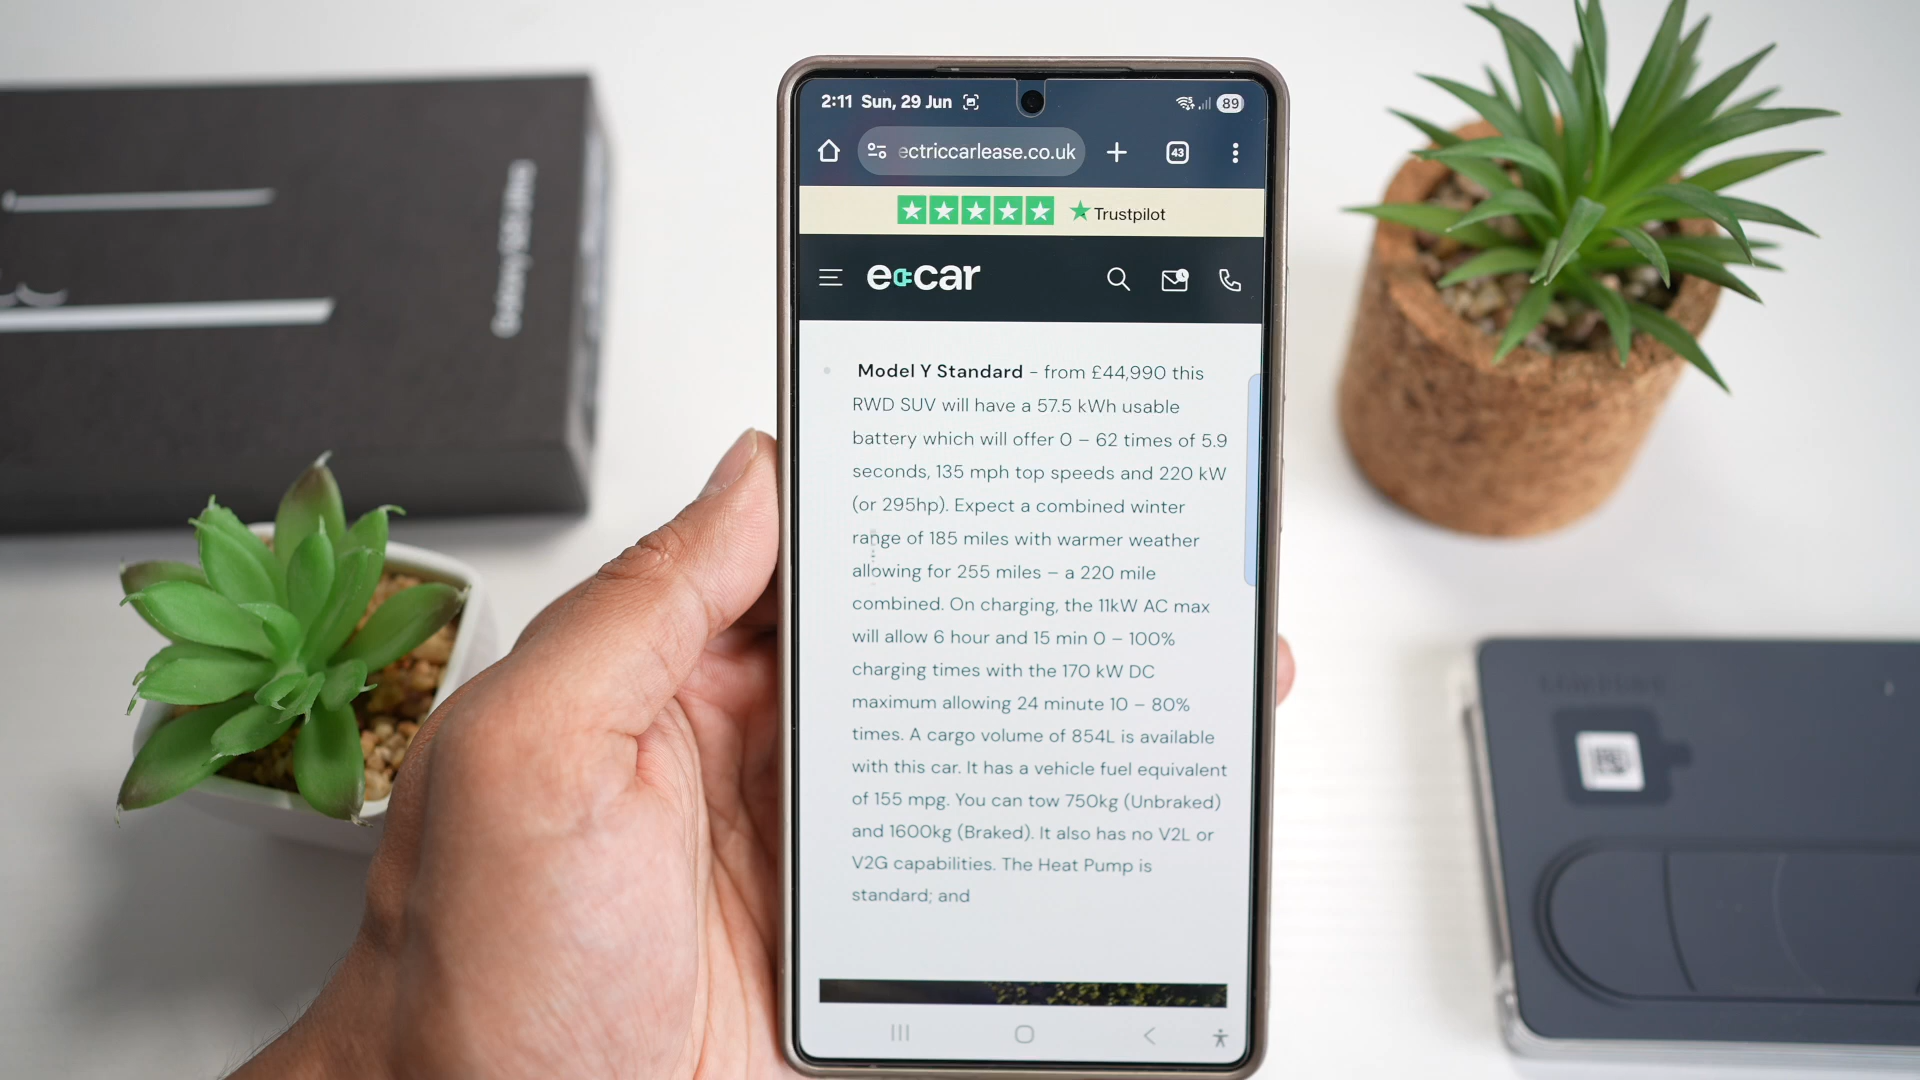 2:11 Sun, 29 Jun
89
ectriccarlease.co.uk
43
Trustpilot
e car
Model Y Standard – from £44,990 this
RWD SUV will have a 57.5 kWh usable
battery which will offer 0 – 62 times of 5.9
seconds, 135 mph top speeds and 220 kW
(or 295hp). Expect a combined winter
range of 185 miles with warmer weather
allowing for 255 miles – a 220 mile
combined. On charging, the 11kW AC max
will allow 6 hour and 15 min 0 – 100%
charging times with the 170 kW DC
maximum allowing 24 minute 10 – 80%
times. A cargo volume of 854L is available
with this car. It has a vehicle fuel equivalent
of 155 mpg. You can tow 750kg (Unbraked)
and 1600kg (Braked). It also has no V2L or
V2G capabilities. The Heat Pump is
standard; and
SAMSUNG